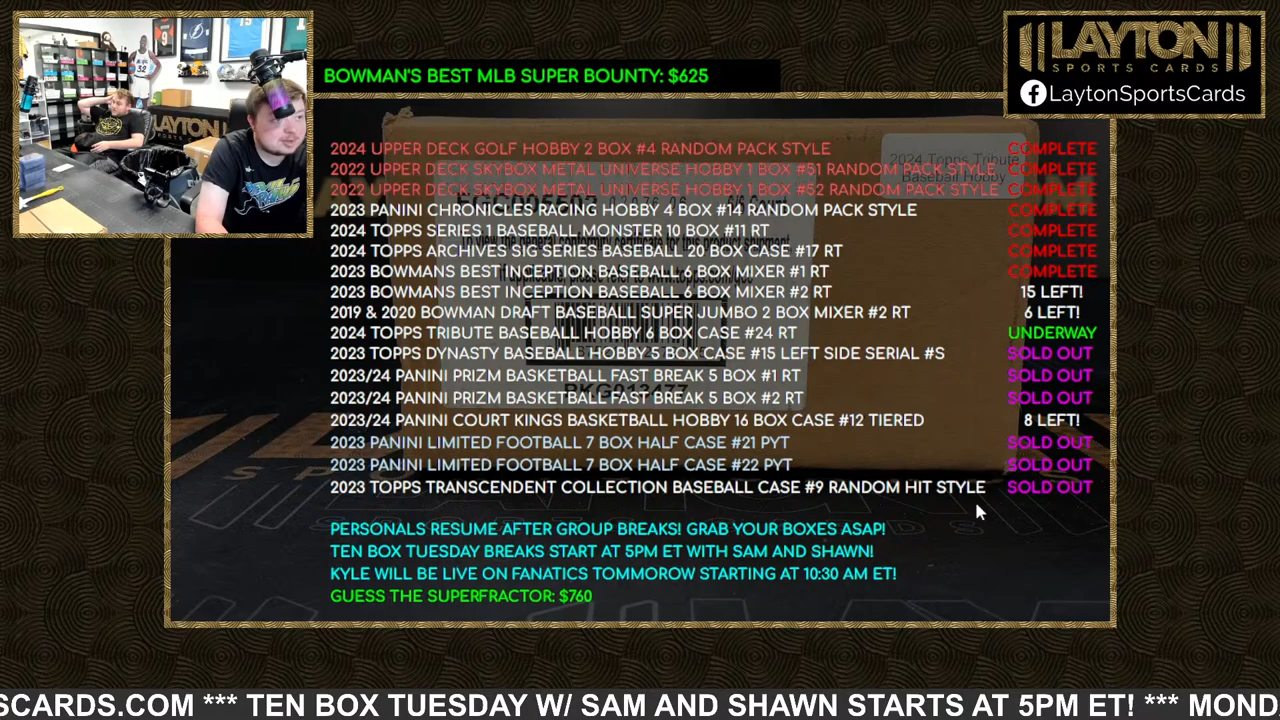 LAYTON
SPORTS CARDS
LaytonSportsCards
BOWMAN'S BEST MLB SUPER BOUNTY: $625
2024 UPPER DECK GOLF HOBBY 2 BOX #4 RANDOM PACK STYLE COMPLETE
2022 UPPER DECK SKYBOX METAL UNIVERSE HOBBY 1 BOX #51 RANDOM PACK STYLE COMPLETE
2022 UPPER DECK SKYBOX METAL UNIVERSE HOBBY 1 BOX #52 RANDOM PACK STYLE COMPLETE
2023 PANINI CHRONICLES RACING HOBBY 4 BOX #14 RANDOM PACK STYLE COMPLETE
2024 TOPPS SERIES 1 BASEBALL MONSTER 10 BOX #11 RT COMPLETE
2024 TOPPS ARCHIVES SIG SERIES BASEBALL 20 BOX CASE #17 RT COMPLETE
2023 BOWMANS BEST INCEPTION BASEBALL 6 BOX MIXER #1 RT COMPLETE
2023 BOWMANS BEST INCEPTION BASEBALL 6 BOX MIXER #2 RT 15 LEFT!
2019 & 2020 BOWMAN DRAFT BASEBALL SUPER JUMBO 2 BOX MIXER #2 RT 6 LEFT!
2024 TOPPS TRIBUTE BASEBALL HOBBY 6 BOX CASE #24 RT UNDERWAY
2023 TOPPS DYNASTY BASEBALL HOBBY 5 BOX CASE #15 LEFT SIDE SERIAL #S SOLD OUT
2023/24 PANINI PRIZM BASKETBALL FAST BREAK 5 BOX #1 RT SOLD OUT
2023/24 PANINI PRIZM BASKETBALL FAST BREAK 5 BOX #2 RT SOLD OUT
2023/24 PANINI COURT KINGS BASKETBALL HOBBY 16 BOX CASE #12 TIERED 8 LEFT!
2023 PANINI LIMITED FOOTBALL 7 BOX HALF CASE #21 PYT SOLD OUT
2023 PANINI LIMITED FOOTBALL 7 BOX HALF CASE #22 PYT SOLD OUT
2023 TOPPS TRANSCENDENT COLLECTION BASEBALL CASE #9 RANDOM HIT STYLE SOLD OUT
2024 Topps Tribute
Baseball Hobby
PERSONALS RESUME AFTER GROUP BREAKS! GRAB YOUR BOXES ASAP!
TEN BOX TUESDAY BREAKS START AT 5PM ET WITH SAM AND SHAWN!
KYLE WILL BE LIVE ON FANATICS TOMMOROW STARTING AT 10:30 AM ET!
GUESS THE SUPERFRACTOR: $760
SCARDS.COM *** TEN BOX TUESDAY W/ SAM AND SHAWN STARTS AT 5PM ET! *** MOND